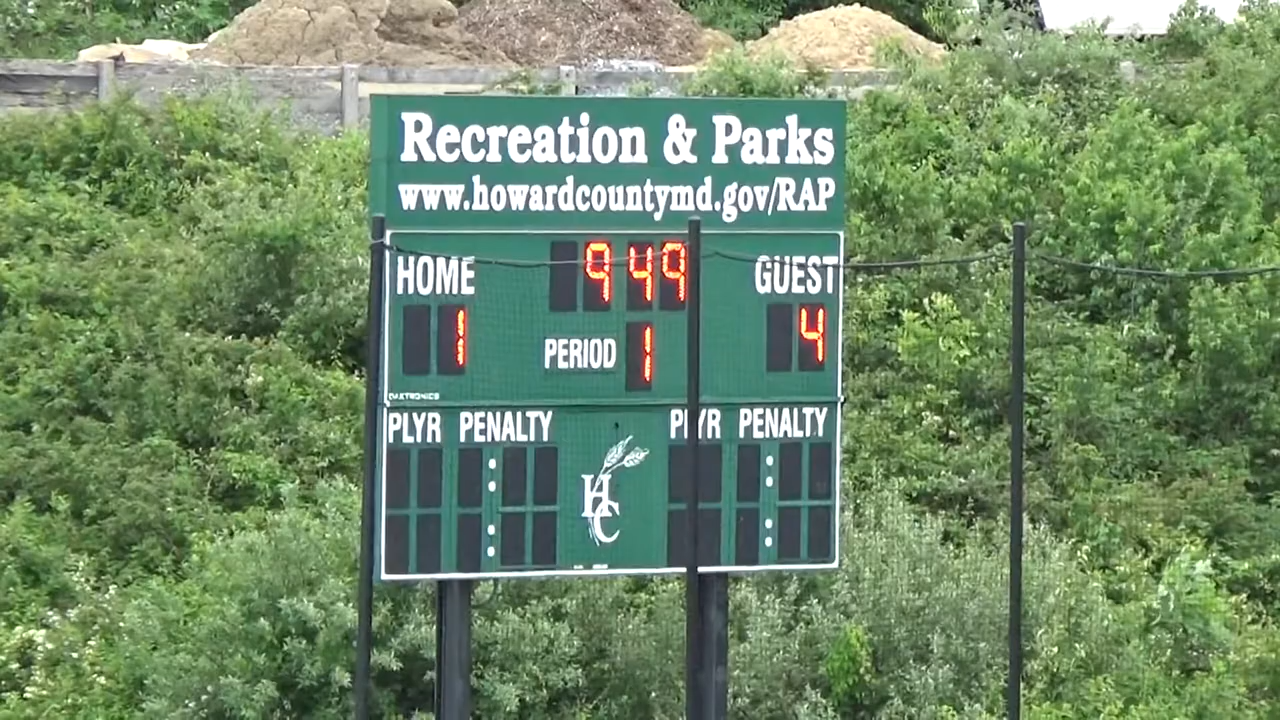 Recreation & Parks
www.howardcountymd.gov/RAP
HOME 9 49 GUEST
1 PERIOD 1 4
DAKTRONICS
PLYR PENALTY PLYR PENALTY
HC